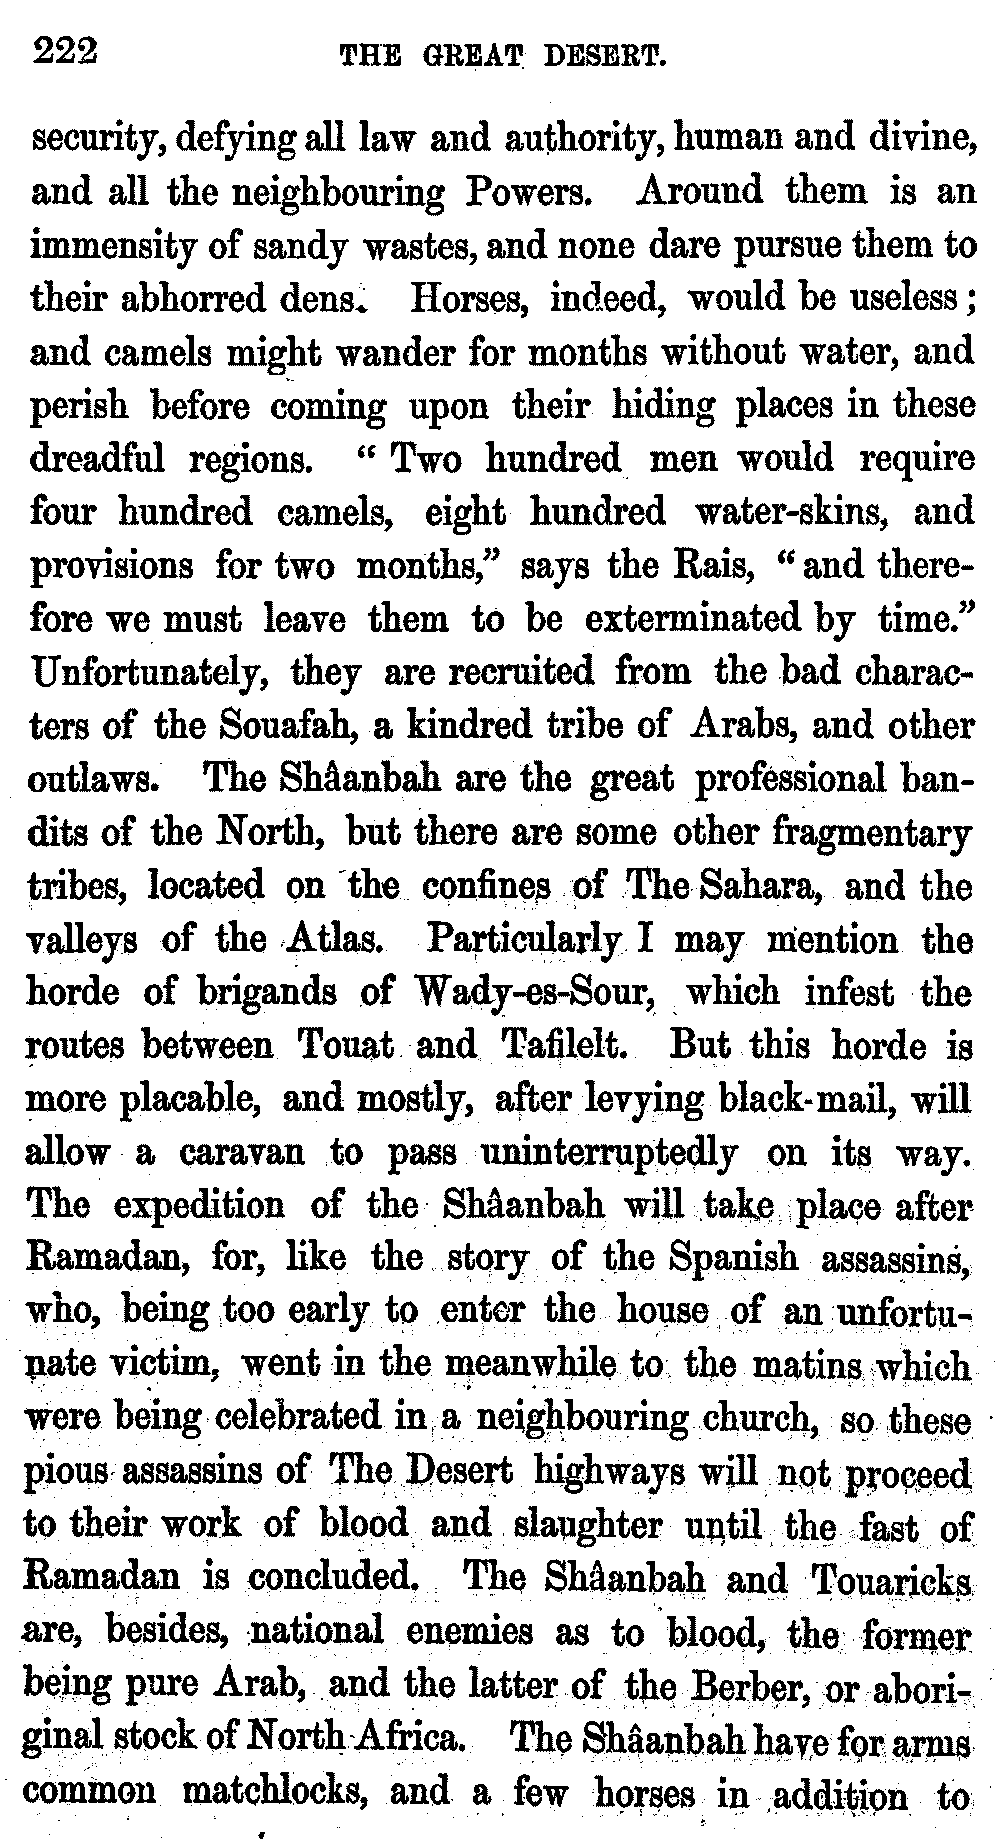 222 THE GREAT DESERT.
security, defying all law and authority, human and divine,
and all the neighbouring Powers. Around them is an
immensity of sandy wastes, and none dare pursue them to
their abhorred dens. Horses, indeed, would be useless;
and camels might wander for months without water, and
perish before coming upon their hiding places in these
dreadful regions. "Two hundred men would require
four hundred camels, eight hundred water-skins, and
provisions for two months," says the Rais, "and there-
fore we must leave them to be exterminated by time."
Unfortunately, they are recruited from the bad charac-
ters of the Souafah, a kindred tribe of Arabs, and other
outlaws. The Shâanbah are the great professional ban-
dits of the North, but there are some other fragmentary
tribes, located on the confines of The Sahara, and the
valleys of the Atlas. Particularly I may mention the
horde of brigands of Wady-es-Sour, which infest the
routes between Touat and Tafilelt. But this horde is
more placable, and mostly, after levying black-mail, will
allow a caravan to pass uninterruptedly on its way.
The expedition of the Shâanbah will take place after
Ramadan, for, like the story of the Spanish assassins,
who, being too early to enter the house of an unfortu-
nate victim, went in the meanwhile to the matins which
were being celebrated in a neighbouring church, so these
pious assassins of The Desert highways will not proceed
to their work of blood and slaughter until the fast of
Ramadan is concluded. The Shâanbah and Touaricks
are, besides, national enemies as to blood, the former
being pure Arab, and the latter of the Berber, or abori-
ginal stock of North Africa. The Shâanbah have for arms
common matchlocks, and a few horses in addition to